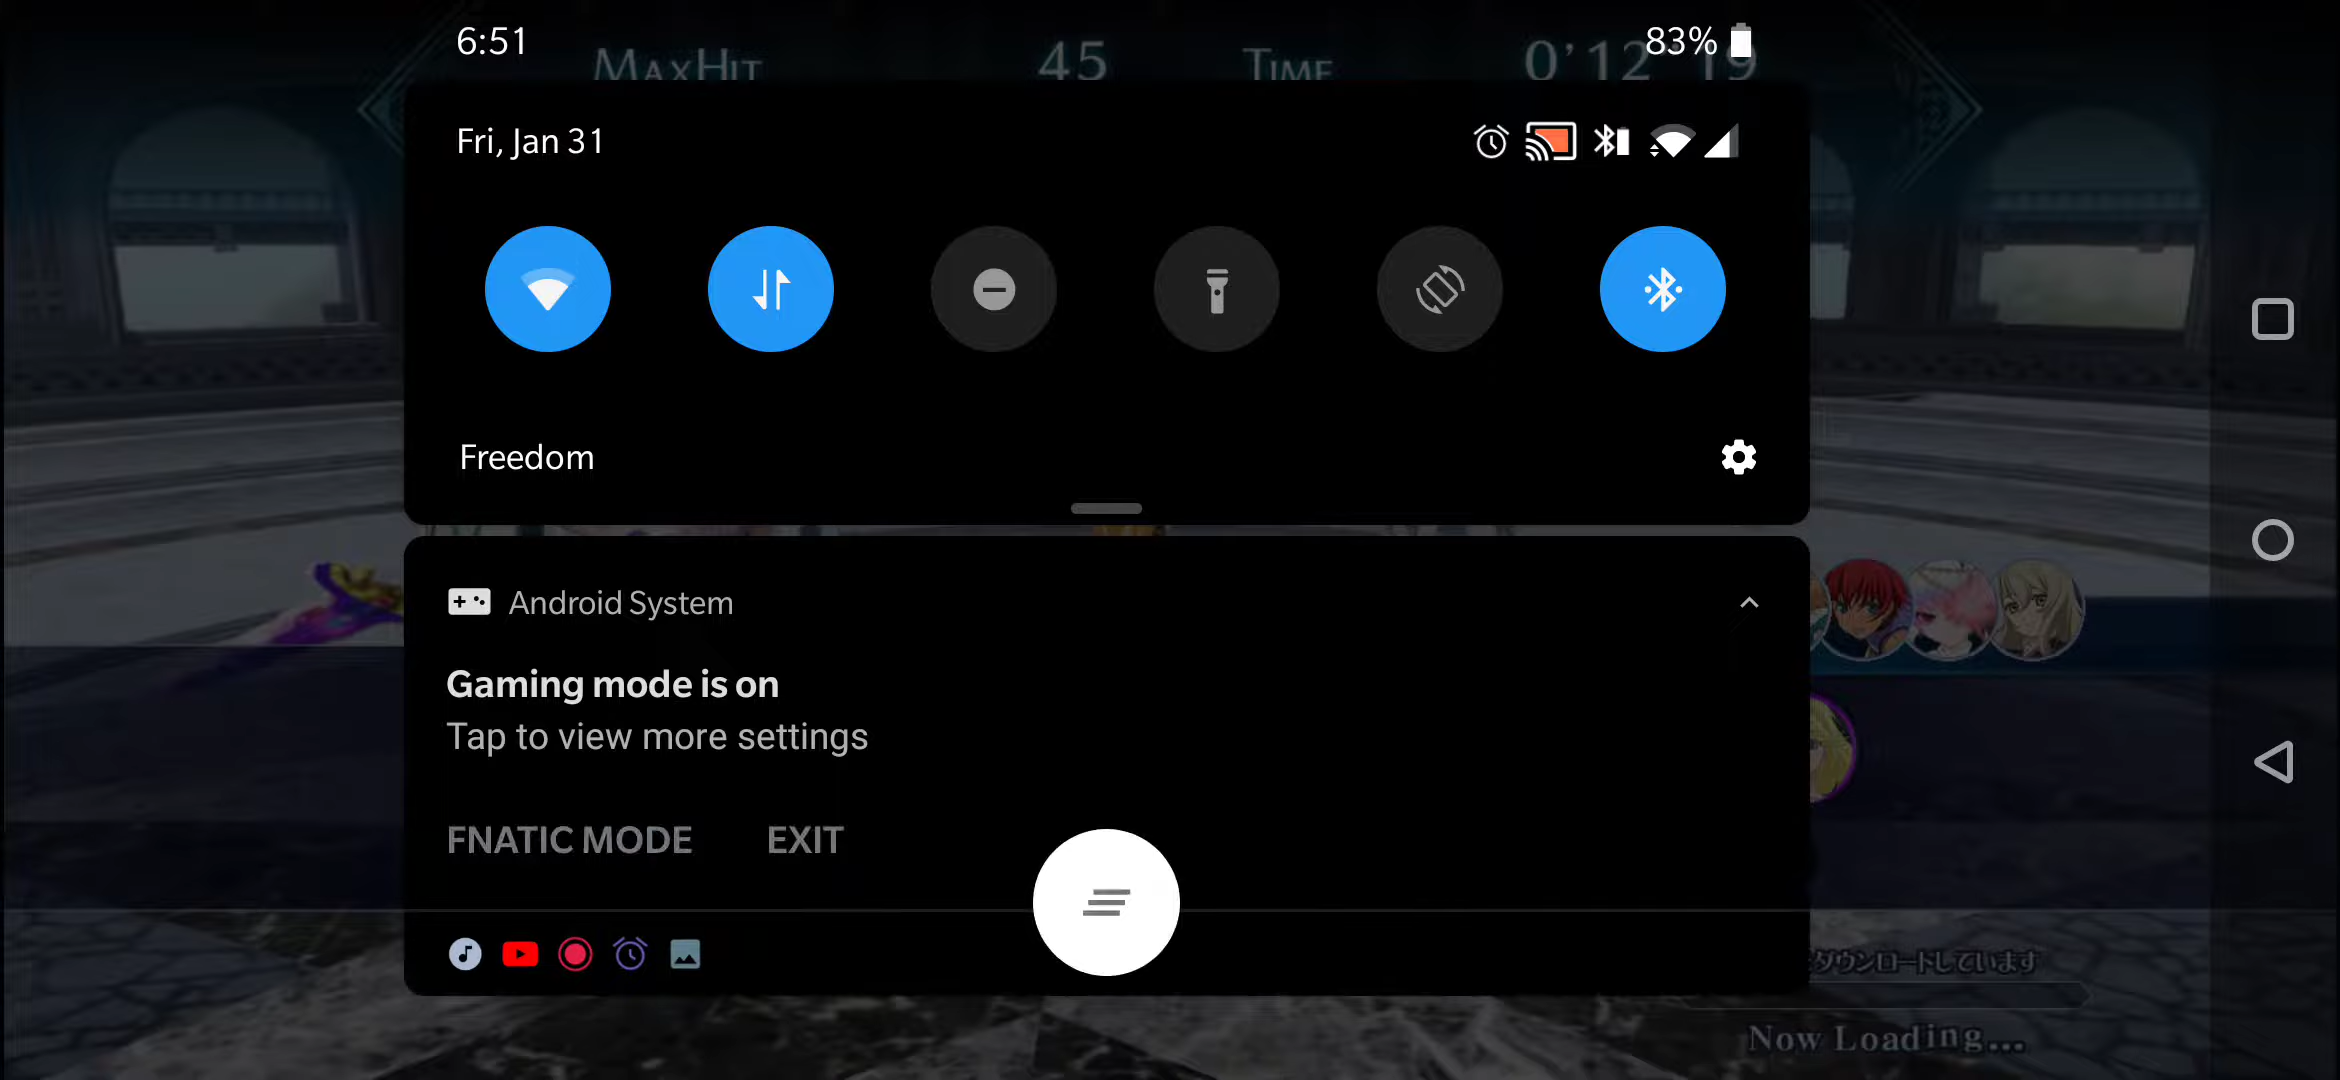 6:51
83%
MAXHIT 45 TIME 0'12 19
Fri, Jan 31
Freedom
Android System
Gaming mode is on
Tap to view more settings
FNATIC MODE EXIT
ダウンロードしています
Now Loading...